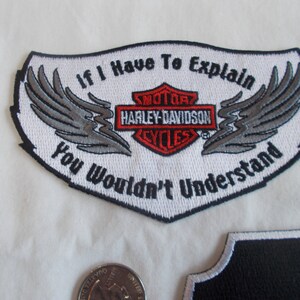 If I Have To Explain
MOTOR
HARLEY-DAVIDSON
CYCLES
®
You Wouldn't Understand